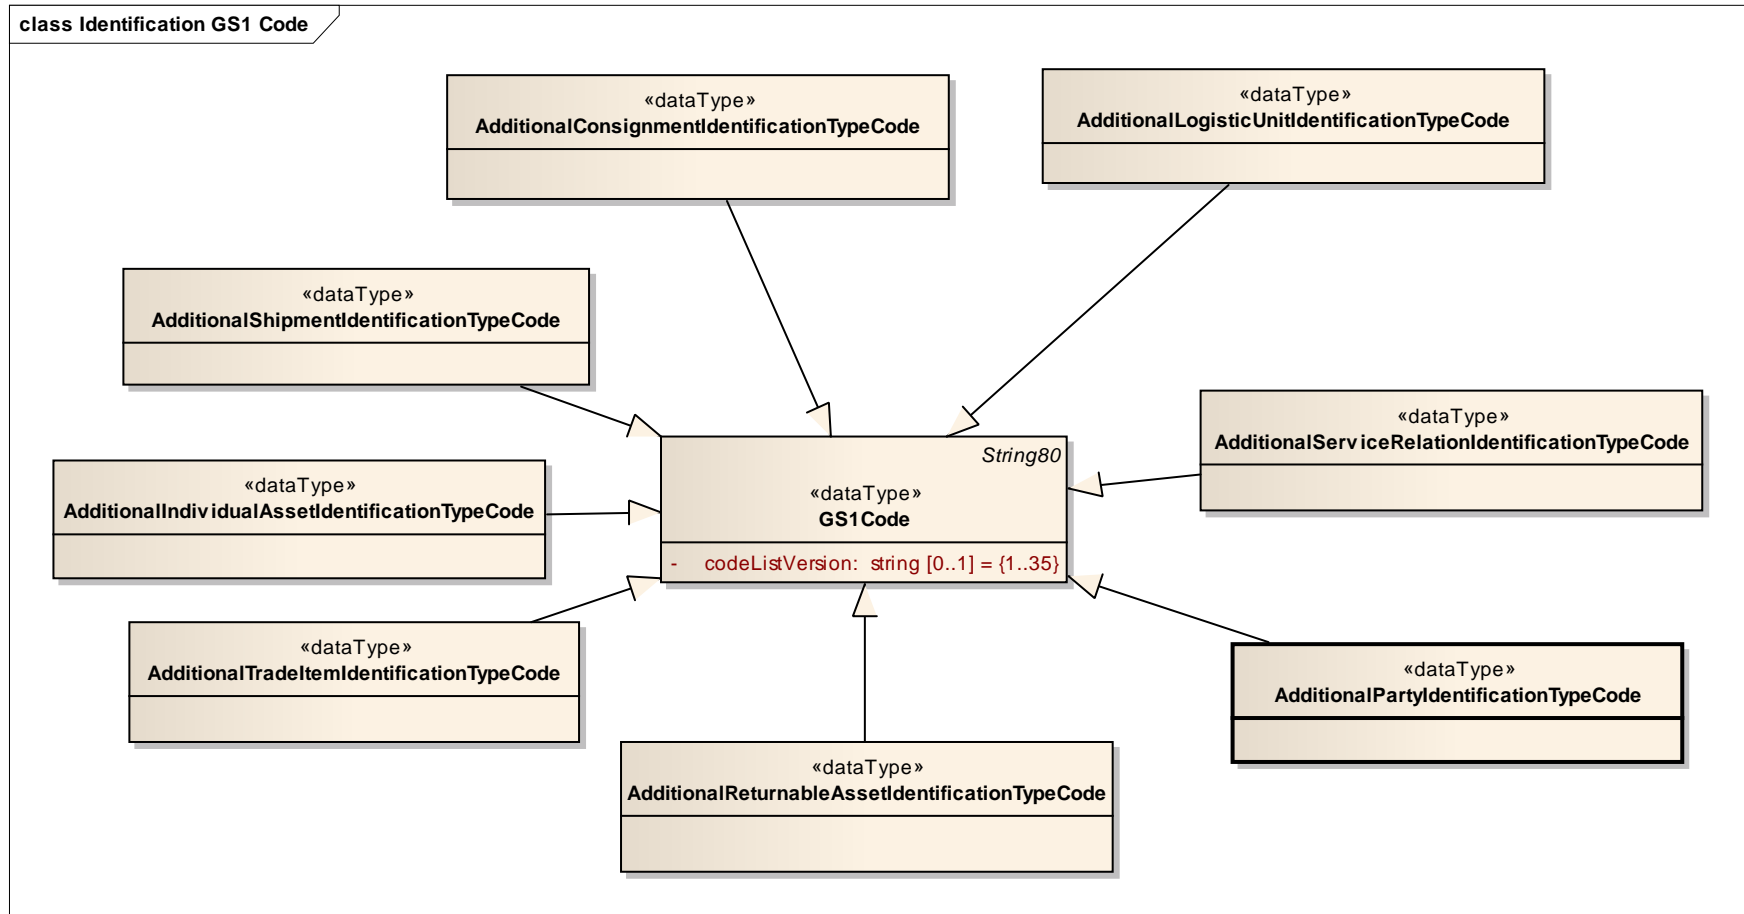 class Identification GS1 Code
«dataType»
AdditionalConsignmentIdentificationTypeCode
«dataType»
AdditionalLogisticUnitIdentificationTypeCode
«dataType»
AdditionalShipmentIdentificationTypeCode
«dataType»
AdditionalServiceRelationIdentificationTypeCode
«dataType»
AdditionalIndividualAssetIdentificationTypeCode
String80
«dataType»
GS1Code
- codeListVersion: string [0..1] = {1..35}
«dataType»
AdditionalTradeItemIdentificationTypeCode
«dataType»
AdditionalPartyIdentificationTypeCode
«dataType»
AdditionalReturnableAssetIdentificationTypeCode